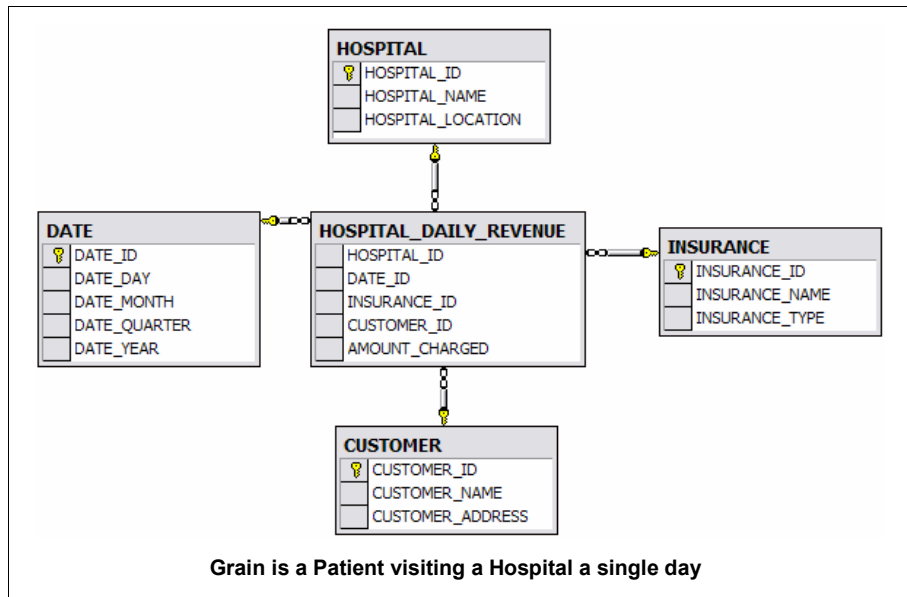 HOSPITAL
HOSPITAL_ID
HOSPITAL_NAME
HOSPITAL_LOCATION
DATE
DATE_ID
DATE_DAY
DATE_MONTH
DATE_QUARTER
DATE_YEAR
HOSPITAL_DAILY_REVENUE
HOSPITAL_ID
DATE_ID
INSURANCE_ID
CUSTOMER_ID
AMOUNT_CHARGED
INSURANCE
INSURANCE_ID
INSURANCE_NAME
INSURANCE_TYPE
CUSTOMER
CUSTOMER_ID
CUSTOMER_NAME
CUSTOMER_ADDRESS
Grain is a Patient visiting a Hospital a single day